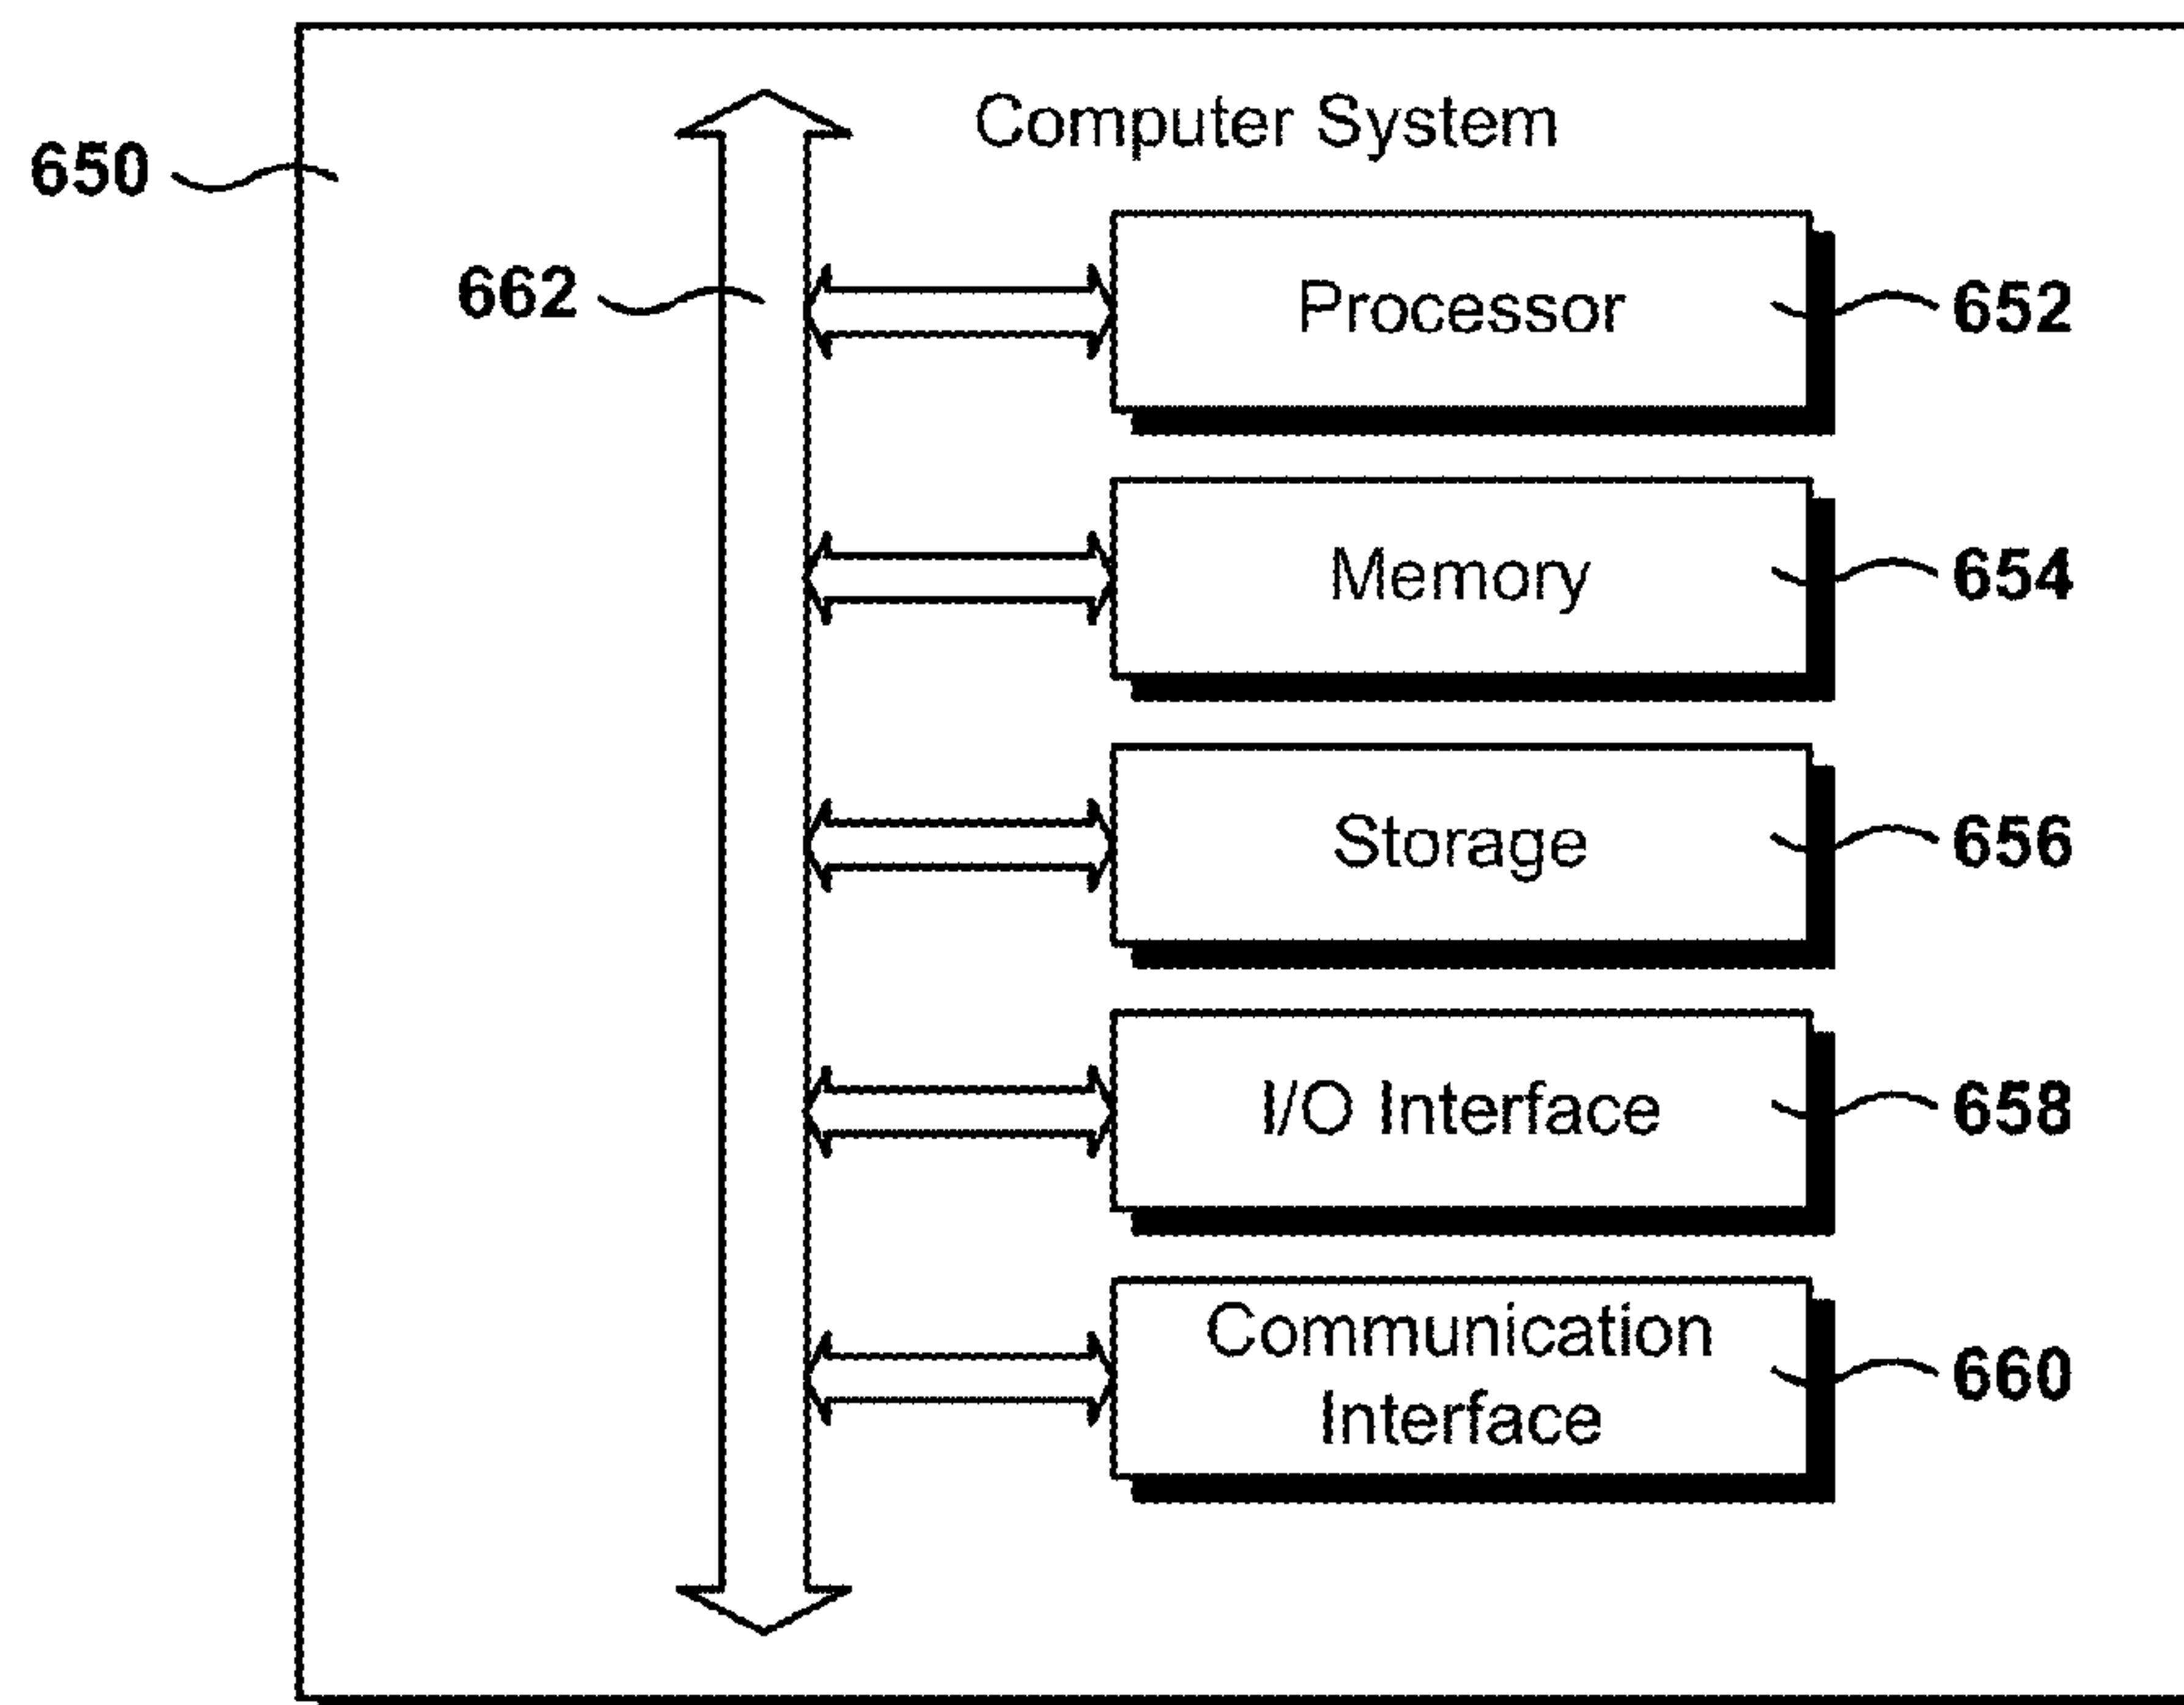 Computer System
650
662
Processor
652
Memory
654
Storage
656
I/O Interface
658
Communication
Interface
660